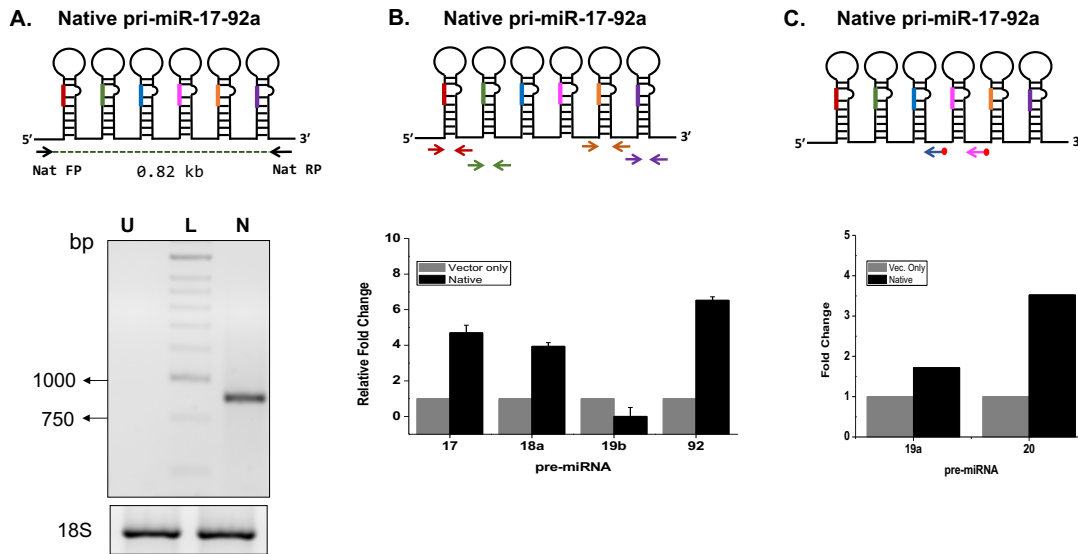 A. Native pri-miR-17-92a
5′ 3′
Nat FP 0.82 kb Nat RP
U L N
bp
1000
750
18S
B. Native pri-miR-17-92a
5′ 3′
10
8
6
4
2
0
Relative Fold Change
Vector only
Native
17 18a 19b 92
pre-miRNA
C. Native pri-miR-17-92a
5′ 3′
5
4
3
2
1
0
Fold Change
Vec. Only
Native
19a 20
pre-miRNA